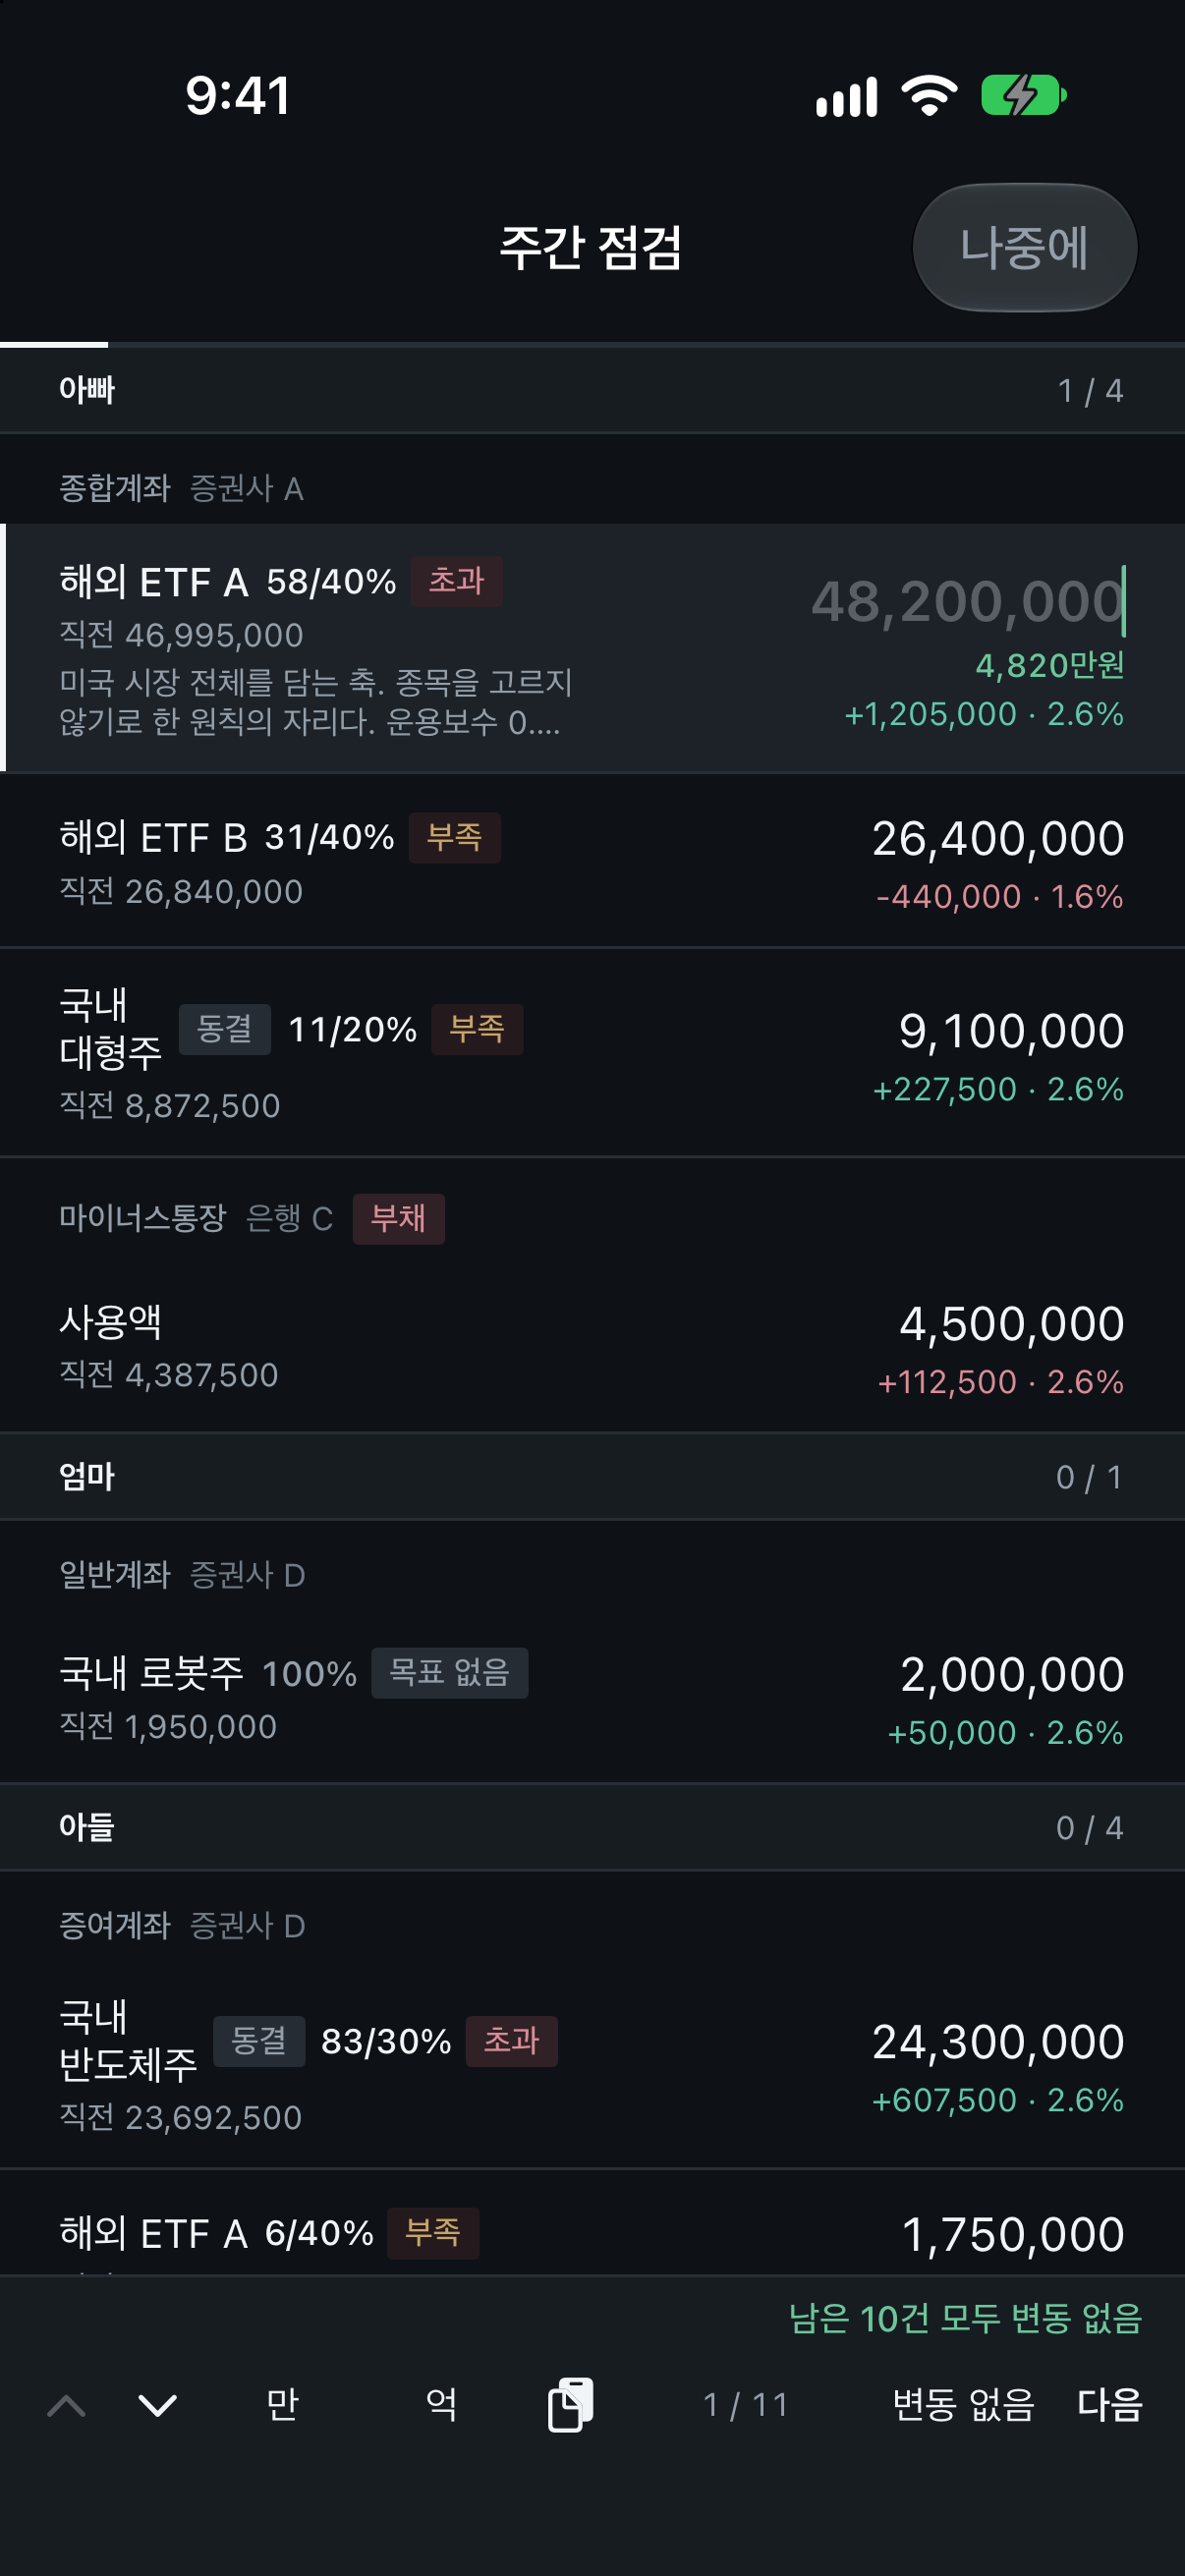 9:41
주간 점검
나중에
아빠 1 / 4
종합계좌 증권사 A
해외 ETF A 58/40% 초과
48,200,000
직전 46,995,000
4,820만원
미국 시장 전체를 담는 축. 종목을 고르지
않기로 한 원칙의 자리다. 운용보수 0....
+1,205,000 · 2.6%
해외 ETF B 31/40% 부족
26,400,000
직전 26,840,000
-440,000 · 1.6%
국내
대형주
동결 11/20% 부족
9,100,000
직전 8,872,500
+227,500 · 2.6%
마이너스통장 은행 C 부채
사용액
4,500,000
직전 4,387,500
+112,500 · 2.6%
엄마 0 / 1
일반계좌 증권사 D
국내 로봇주 100% 목표 없음
2,000,000
직전 1,950,000
+50,000 · 2.6%
아들 0 / 4
증여계좌 증권사 D
국내
반도체주
동결 83/30% 초과
24,300,000
직전 23,692,500
+607,500 · 2.6%
해외 ETF A 6/40% 부족
1,750,000
남은 10건 모두 변동 없음
만 억 1 / 11 변동 없음 다음